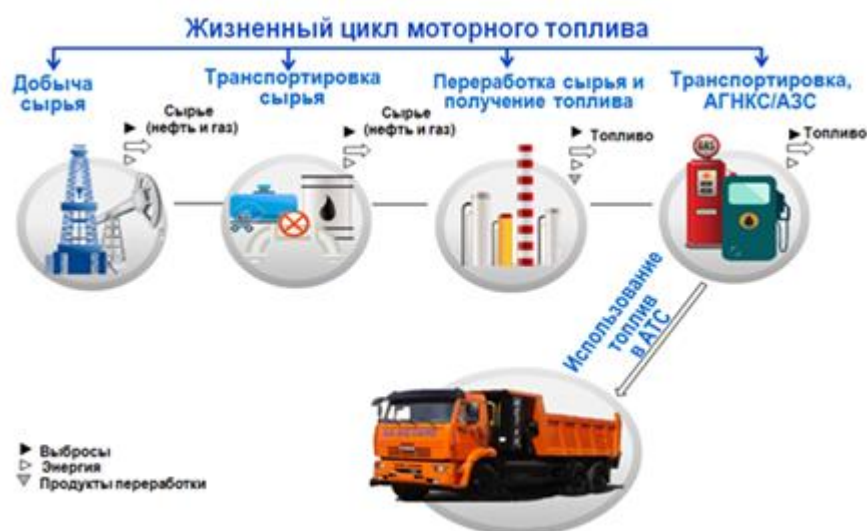 Жизненный цикл моторного топлива
Добыча
сырья
Сырье
(нефть и газ)
Транспортировка
сырья
Сырье
(нефть и газ)
Переработка сырья и
получение топлива
Топливо
Транспортировка,
АГНКС/АЗС
Топливо
GAS
Использование
топлив
в АТС
Выбросы
Энергия
Продукты переработки